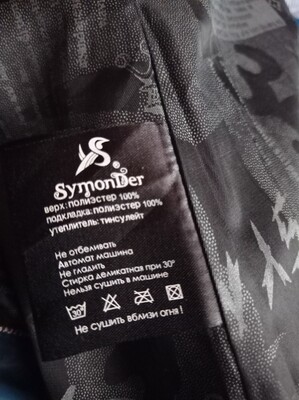 SYMONDER
верх: полиэстер 100%
подкладка: полиэстер 100%
утеплитель: тинсулейт
Не отбеливать
Автомат машина
Не гладить
Стирка деликатная при 30°
Нельзя сушить в машине
30°
Не сушить вблизи огня !